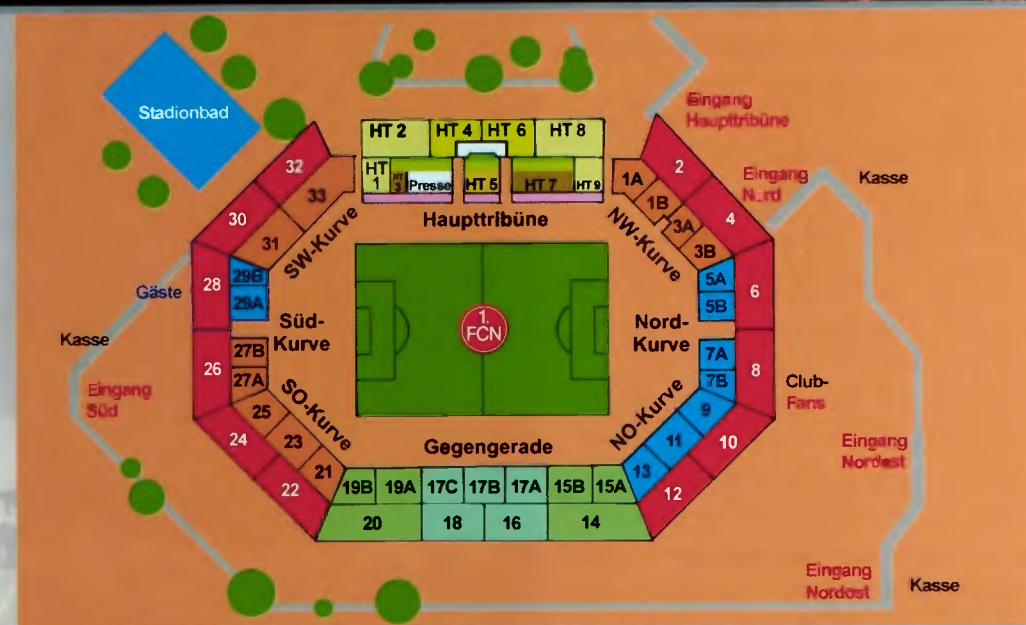 Stadionbad
HT 2
HT 4
HT 6
HT 8
Eingang
Haupttribüne
HT
1
HT
3
Presse
HT 5
HT 7
HT 9
Haupttribüne
32
33
30
31
SW-Kurve
1A
2
1B
3A
3B
4
NW-Kurve
Eingang
Kasse
Gäste
28
29B
29A
5A
5B
6
Süd-
Kurve
1.
FCN
Nord-
Kurve
Kasse
26
27B
27A
7A
7B
8
Club-
Fans
Eingang
Süd
25
SO-Kurve
NO-Kurve
9
24
23
11
10
Gegengerade
Eingang
Nordost
21
22
13
12
19B
19A
17C
17B
17A
15B
15A
20
18
16
14
Eingang
Nordost
Kasse